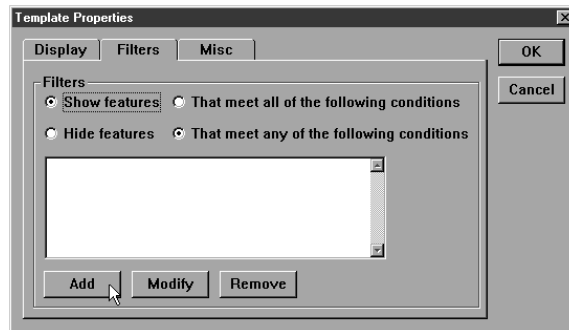 Template Properties
Display Filters Misc
OK
Cancel
Filters
Show features That meet all of the following conditions
Hide features That meet any of the following conditions
Add Modify Remove